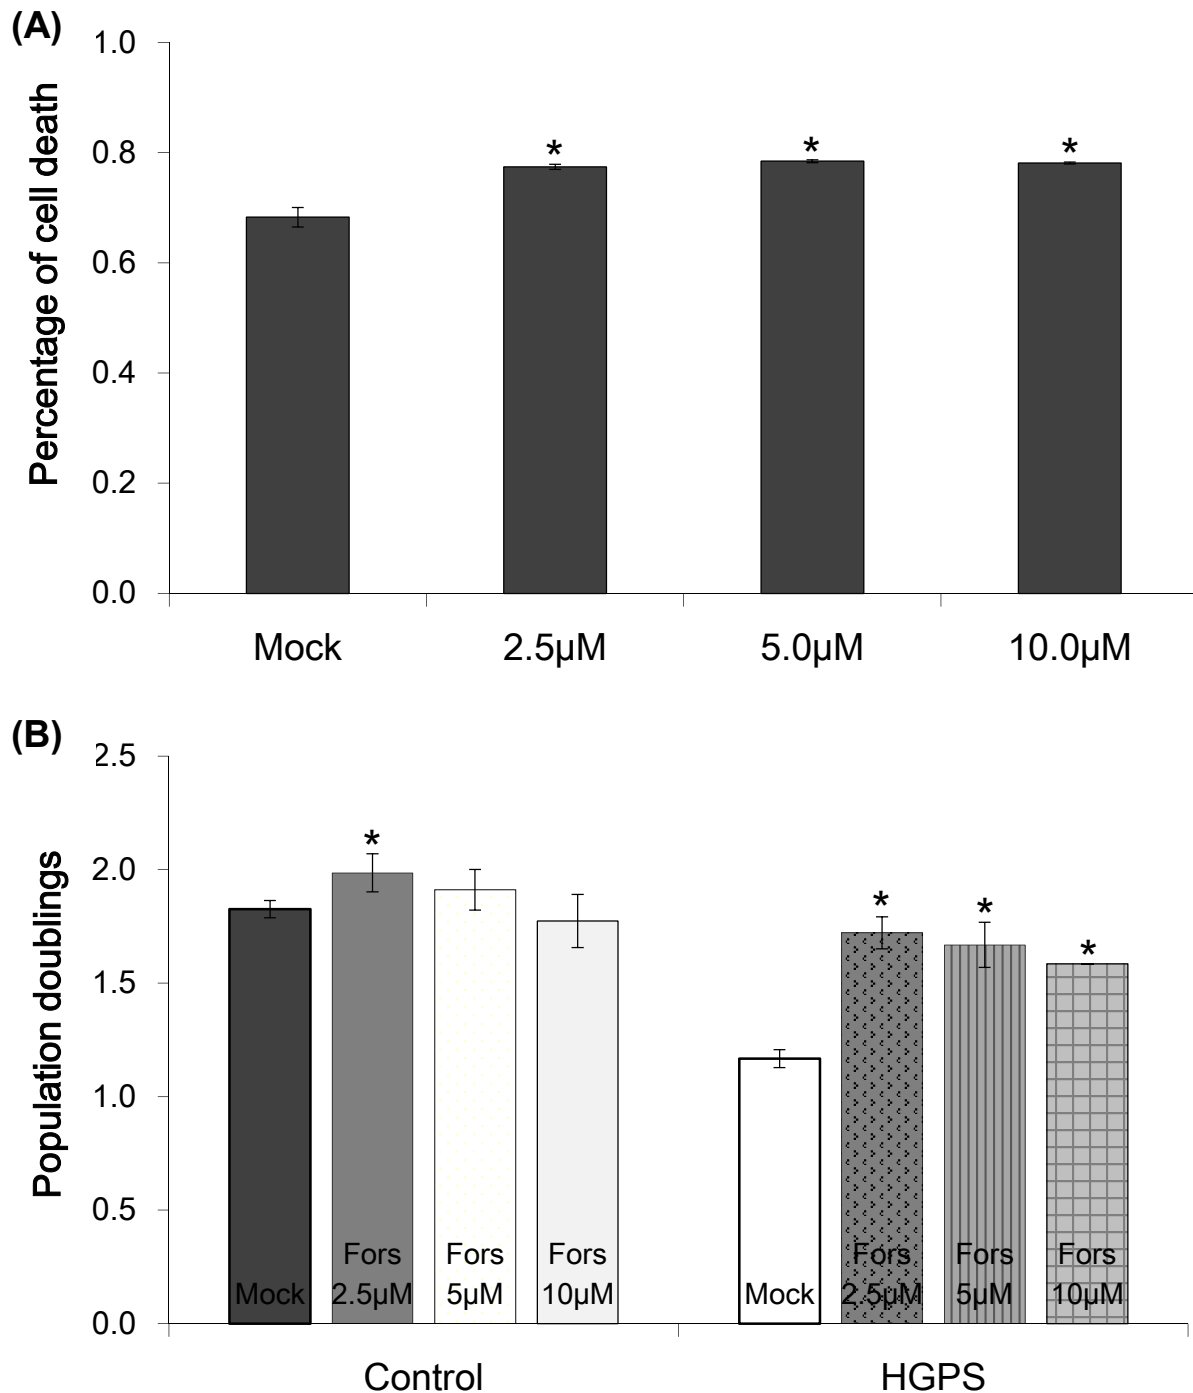 (A)
Percentage of cell death
1.0
0.8
0.6
0.4
0.2
0.0
*
*
*
Mock
2.5µM
5.0µM
10.0µM
(B)
Population doublings
2.5
2.0
1.5
1.0
0.5
0.0
*
*
*
*
Mock
Fors
2.5µM
Fors
5µM
Fors
10µM
Mock
Fors
2.5µM
Fors
5µM
Fors
10µM
Control
HGPS